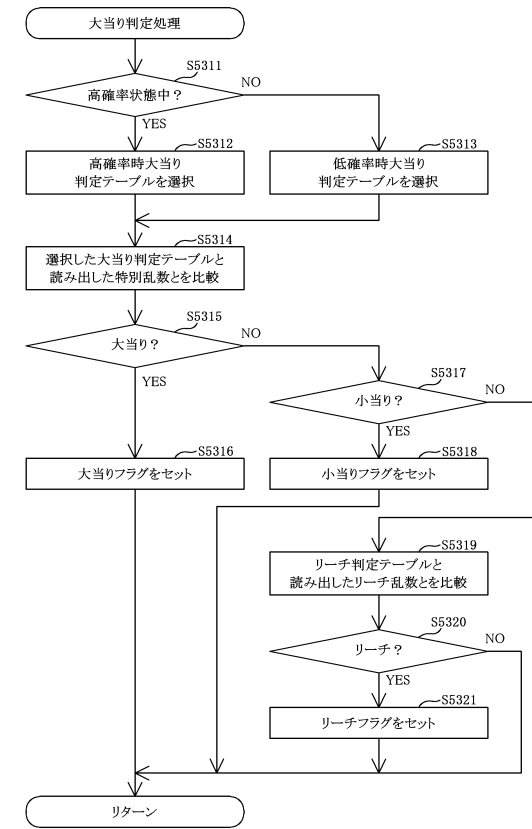 大当り判定処理
S5311
高確率状態中?
NO
YES
S5312
高確率時大当り
判定テーブルを選択
S5313
低確率時大当り
判定テーブルを選択
S5314
選択した大当り判定テーブルと
読み出した特別乱数とを比較
S5315
大当り?
NO
YES
S5317
小当り?
NO
YES
S5316
大当りフラグをセット
S5318
小当りフラグをセット
S5319
リーチ判定テーブルと
読み出したリーチ乱数とを比較
S5320
リーチ?
NO
YES
S5321
リーチフラグをセット
リターン